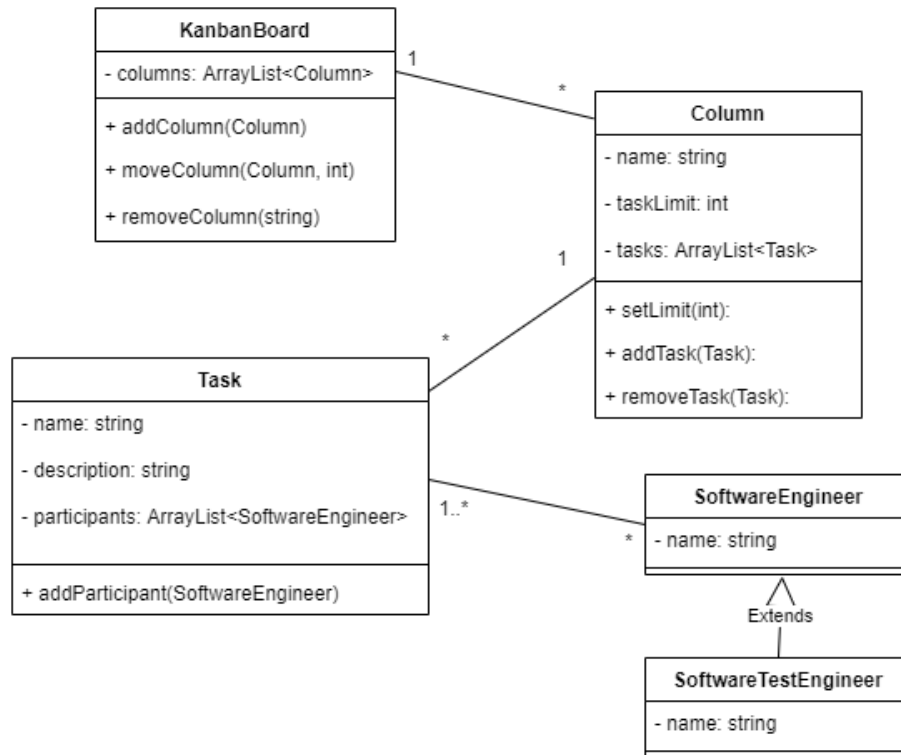 KanbanBoard
- columns: ArrayList<Column>
+ addColumn(Column)
+ moveColumn(Column, int)
+ removeColumn(string)
1
*
Column
- name: string
- taskLimit: int
- tasks: ArrayList<Task>
+ setLimit(int):
+ addTask(Task):
+ removeTask(Task):
1
*
Task
- name: string
- description: string
- participants: ArrayList<SoftwareEngineer>
+ addParticipant(SoftwareEngineer)
1..*
*
SoftwareEngineer
- name: string
Extends
SoftwareTestEngineer
- name: string